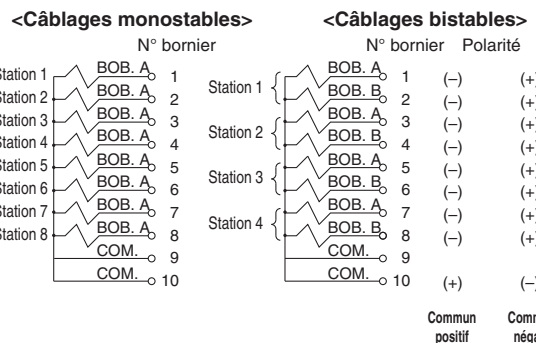 <Câblages monostables>
N° bornier
Station 1 BOB. A 1
Station 2 BOB. A 2
Station 3 BOB. A 3
Station 4 BOB. A 4
Station 5 BOB. A 5
Station 6 BOB. A 6
Station 7 BOB. A 7
Station 8 BOB. A 8
COM. 9
COM. 10
<Câblages bistables>
N° bornier Polarité
Station 1 BOB. A 1 (–) (+)
BOB. B 2 (–) (+)
Station 2 BOB. A 3 (–) (+)
BOB. B 4 (–) (+)
Station 3 BOB. A 5 (–) (+)
BOB. B 6 (–) (+)
Station 4 BOB. A 7 (–) (+)
BOB. B 8 (–) (+)
COM. 9
COM. 10 (+) (–)
Commun
positif